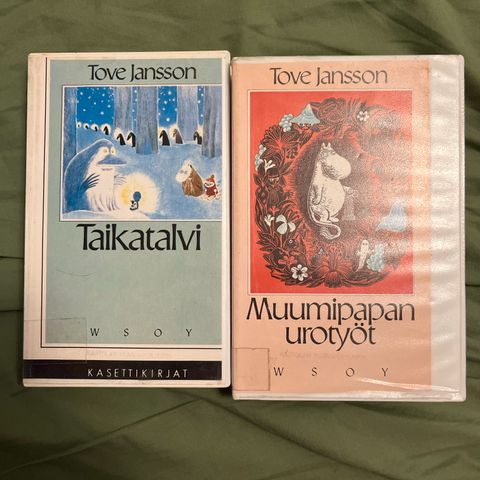 Tove Jansson
Taikatalvi
WSOY
KASETTIKIRJAT
Tove Jansson
Muumipapan
urotyöt
WSOY